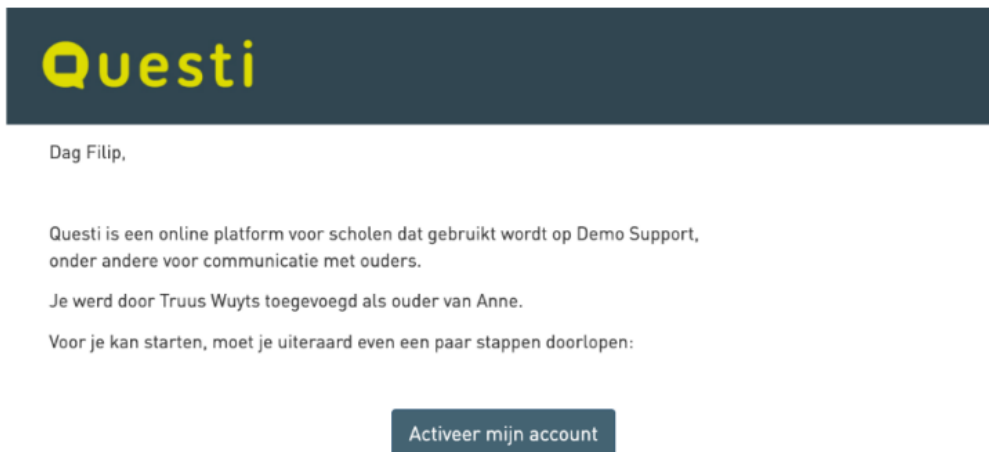 Questi
Dag Filip,
Questi is een online platform voor scholen dat gebruikt wordt op Demo Support,
onder andere voor communicatie met ouders.
Je werd door Truus Wuyts toegevoegd als ouder van Anne.
Voor je kan starten, moet je uiteraard even een paar stappen doorlopen:
Activeer mijn account